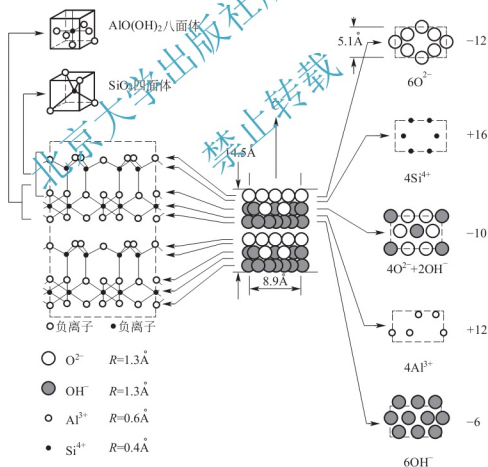 AlO(OH)₂八面体
SiO₄四面体
北京大学出版社
禁止转载
14.5Å
8.9Å
5.1Å
6O²⁻
−12
4Si⁴⁺
+16
4O²⁻+2OH⁻
−10
4Al³⁺
+12
6OH⁻
−6
负离子
负离子
O²⁻ R=1.3Å
OH⁻ R=1.3Å
Al³⁺ R=0.6Å
Si⁴⁺ R=0.4Å